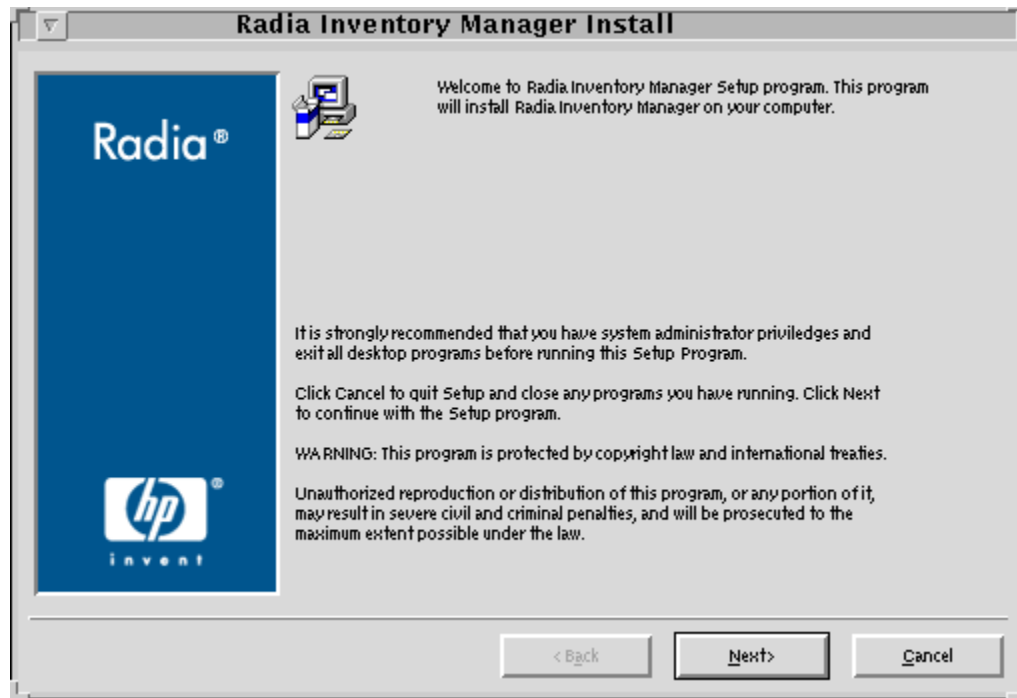 Radia Inventory Manager Install
Radia®
Welcome to Radia Inventory Manager Setup program. This program
will install Radia Inventory Manager on your computer.
It is strongly recommended that you have system administrator priviledges and
exit all desktop programs before running this Setup Program.
Click Cancel to quit Setup and close any programs you have running. Click Next
to continue with the Setup program.
WARNING: This program is protected by copyright law and international treaties.
Unauthorized reproduction or distribution of this program, or any portion of it,
may result in severe civil and criminal penalties, and will be prosecuted to the
maximum extent possible under the law.
hp®
invent
< Back
Next>
Cancel